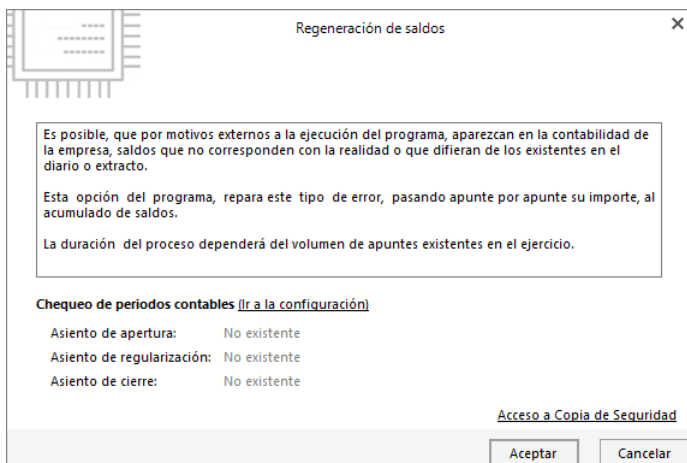 Regeneración de saldos
Es posible, que por motivos externos a la ejecución del programa, aparezcan en la contabilidad de
la empresa, saldos que no corresponden con la realidad o que difieran de los existentes en el
diario o extracto.
Esta opción del programa, repara este tipo de error, pasando apunte por apunte su importe, al
acumulado de saldos.
La duración del proceso dependerá del volumen de apuntes existentes en el ejercicio.
Chequeo de periodos contables (Ir a la configuración)
Asiento de apertura: No existente
Asiento de regularización: No existente
Asiento de cierre: No existente
Acceso a Copia de Seguridad
Aceptar Cancelar